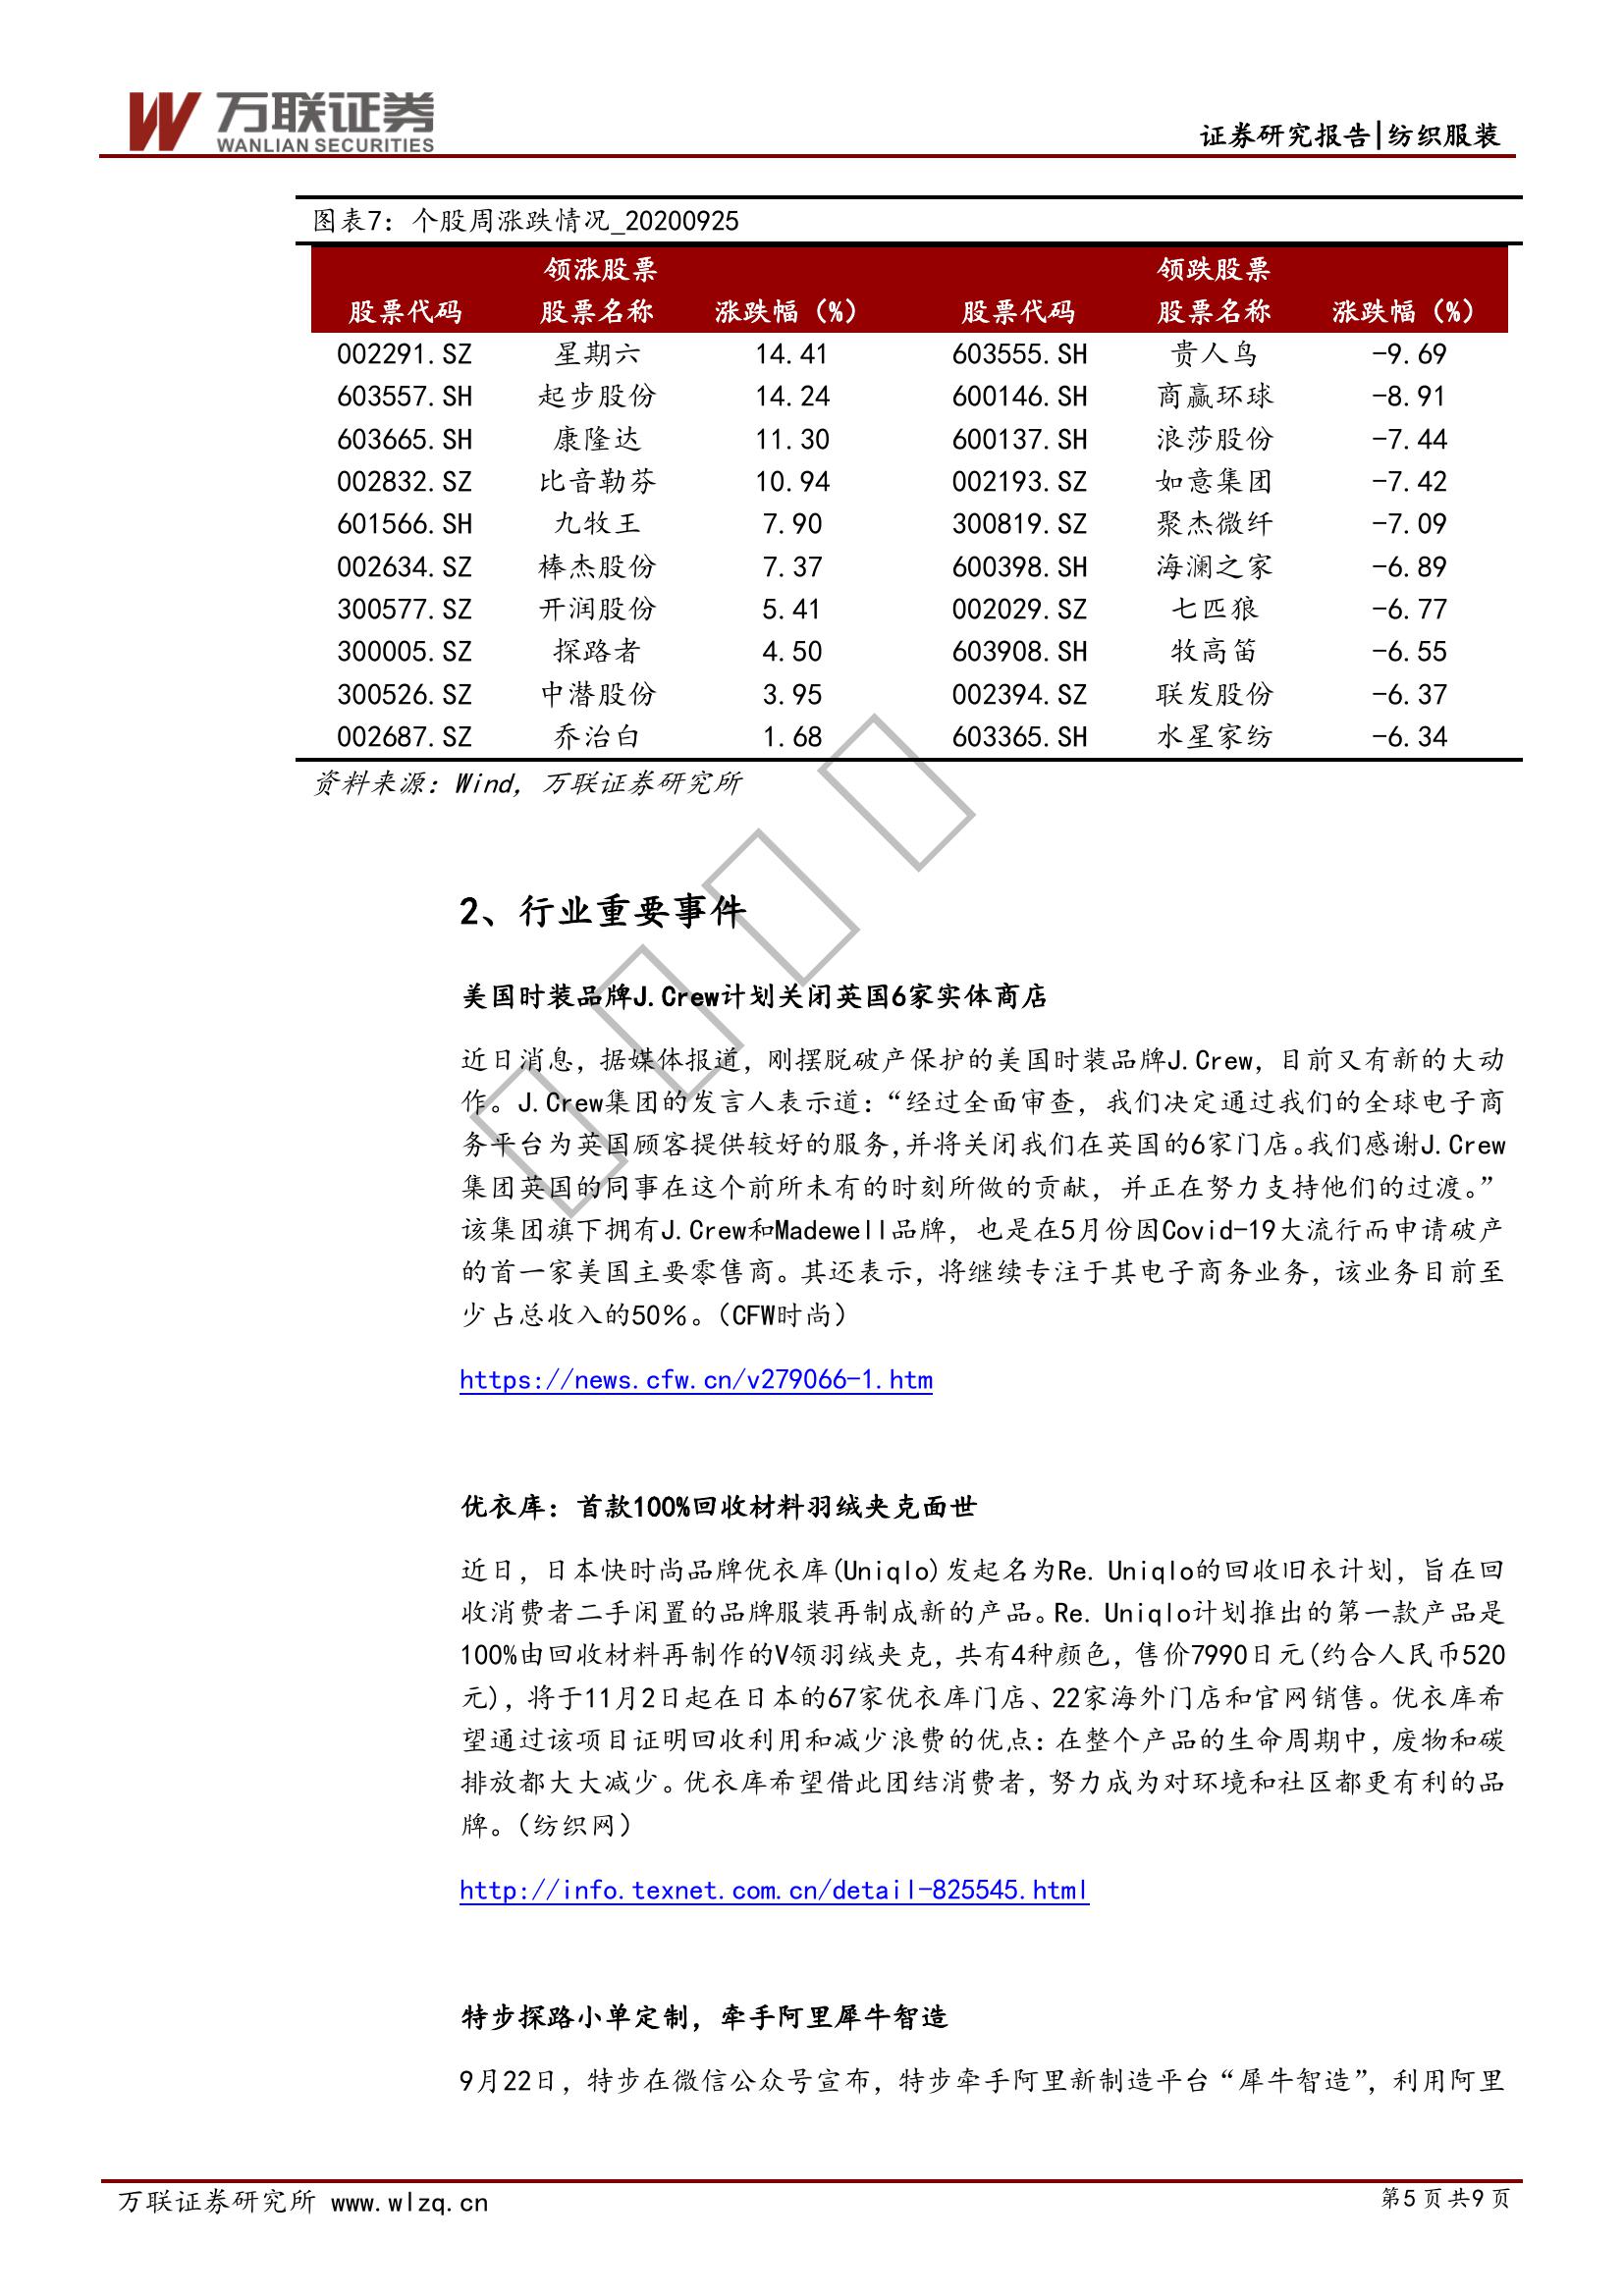 万联证券
WANLIAN SECURITIES
证券研究报告|纺织服装
图表7：个股周涨跌情况_20200925
领涨股票 领跌股票
股票代码 股票名称 涨跌幅（%） 股票代码 股票名称 涨跌幅（%）
002291.SZ 星期六 14.41 603555.SH 贵人鸟 -9.69
603557.SH 起步股份 14.24 600146.SH 商赢环球 -8.91
603665.SH 康隆达 11.30 600137.SH 浪莎股份 -7.44
002832.SZ 比音勒芬 10.94 002193.SZ 如意集团 -7.42
601566.SH 九牧王 7.90 300819.SZ 聚杰微纤 -7.09
002634.SZ 棒杰股份 7.37 600398.SH 海澜之家 -6.89
300577.SZ 开润股份 5.41 002029.SZ 七匹狼 -6.77
300005.SZ 探路者 4.50 603908.SH 牧高笛 -6.55
300526.SZ 中潜股份 3.95 002394.SZ 联发股份 -6.37
002687.SZ 乔治白 1.68 603365.SH 水星家纺 -6.34
资料来源：Wind，万联证券研究所
2、行业重要事件
美国时装品牌J.Crew计划关闭英国6家实体商店
近日消息，据媒体报道，刚摆脱破产保护的美国时装品牌J.Crew，目前又有新的大动
作。J.Crew集团的发言人表示道：“经过全面审查，我们决定通过我们的全球电子商
务平台为英国顾客提供较好的服务，并将关闭我们在英国的6家门店。我们感谢J.Crew
集团英国的同事在这个前所未有的时刻所做的贡献，并正在努力支持他们的过渡。”
该集团旗下拥有J.Crew和Madewell品牌，也是在5月份因Covid-19大流行而申请破产
的首一家美国主要零售商。其还表示，将继续专注于其电子商务业务，该业务目前至
少占总收入的50％。（CFW时尚）
https://news.cfw.cn/v279066-1.htm
优衣库：首款100%回收材料羽绒夹克面世
近日，日本快时尚品牌优衣库(Uniqlo)发起名为Re. Uniqlo的回收旧衣计划，旨在回
收消费者二手闲置的品牌服装再制成新的产品。Re. Uniqlo计划推出的第一款产品是
100%由回收材料再制作的V领羽绒夹克，共有4种颜色，售价7990日元(约合人民币520
元)，将于11月2日起在日本的67家优衣库门店、22家海外门店和官网销售。优衣库希
望通过该项目证明回收利用和减少浪费的优点：在整个产品的生命周期中，废物和碳
排放都大大减少。优衣库希望借此团结消费者，努力成为对环境和社区都更有利的品
牌。（纺织网）
http://info.texnet.com.cn/detail-825545.html
特步探路小单定制，牵手阿里犀牛智造
9月22日，特步在微信公众号宣布，特步牵手阿里新制造平台“犀牛智造”，利用阿里
万联证券研究所 www.wlzq.cn
第5页共9页